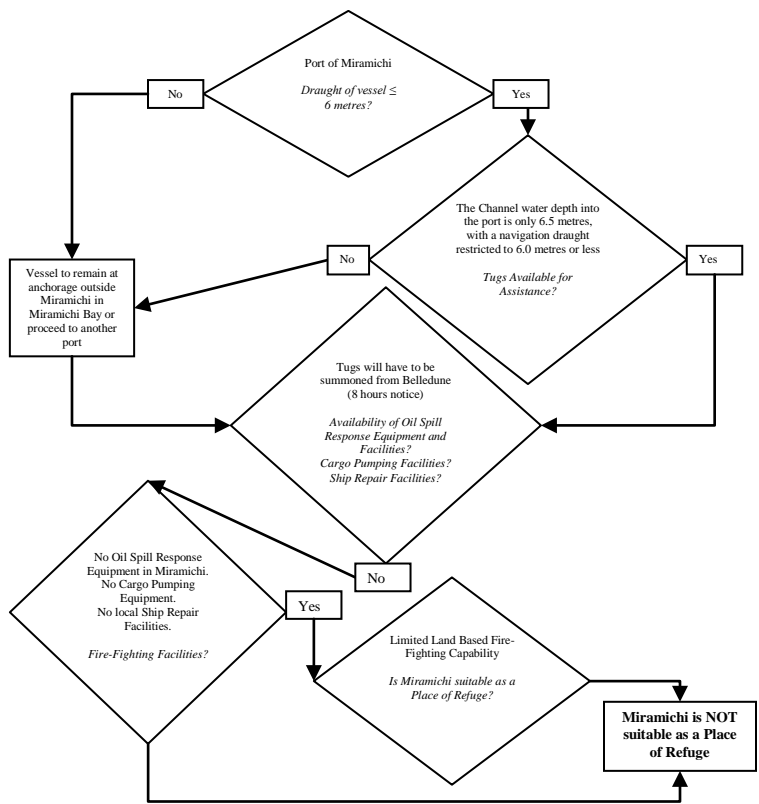 Port of Miramichi
Draught of vessel ≤
6 metres?
No
Yes
The Channel water depth into
the port is only 6.5 metres,
with a navigation draught
restricted to 6.0 metres or less
Tugs Available for
Assistance?
No
Yes
Vessel to remain at
anchorage outside
Miramichi in
Miramichi Bay or
proceed to another
port
Tugs will have to be
summoned from Belledune
(8 hours notice)
Availability of Oil Spill
Response Equipment and
Facilities?
Cargo Pumping Facilities?
Ship Repair Facilities?
No
No Oil Spill Response
Equipment in Miramichi.
No Cargo Pumping
Equipment.
No local Ship Repair
Facilities.
Fire-Fighting Facilities?
Yes
Limited Land Based Fire-
Fighting Capability
Is Miramichi suitable as a
Place of Refuge?
Miramichi is NOT
suitable as a Place
of Refuge